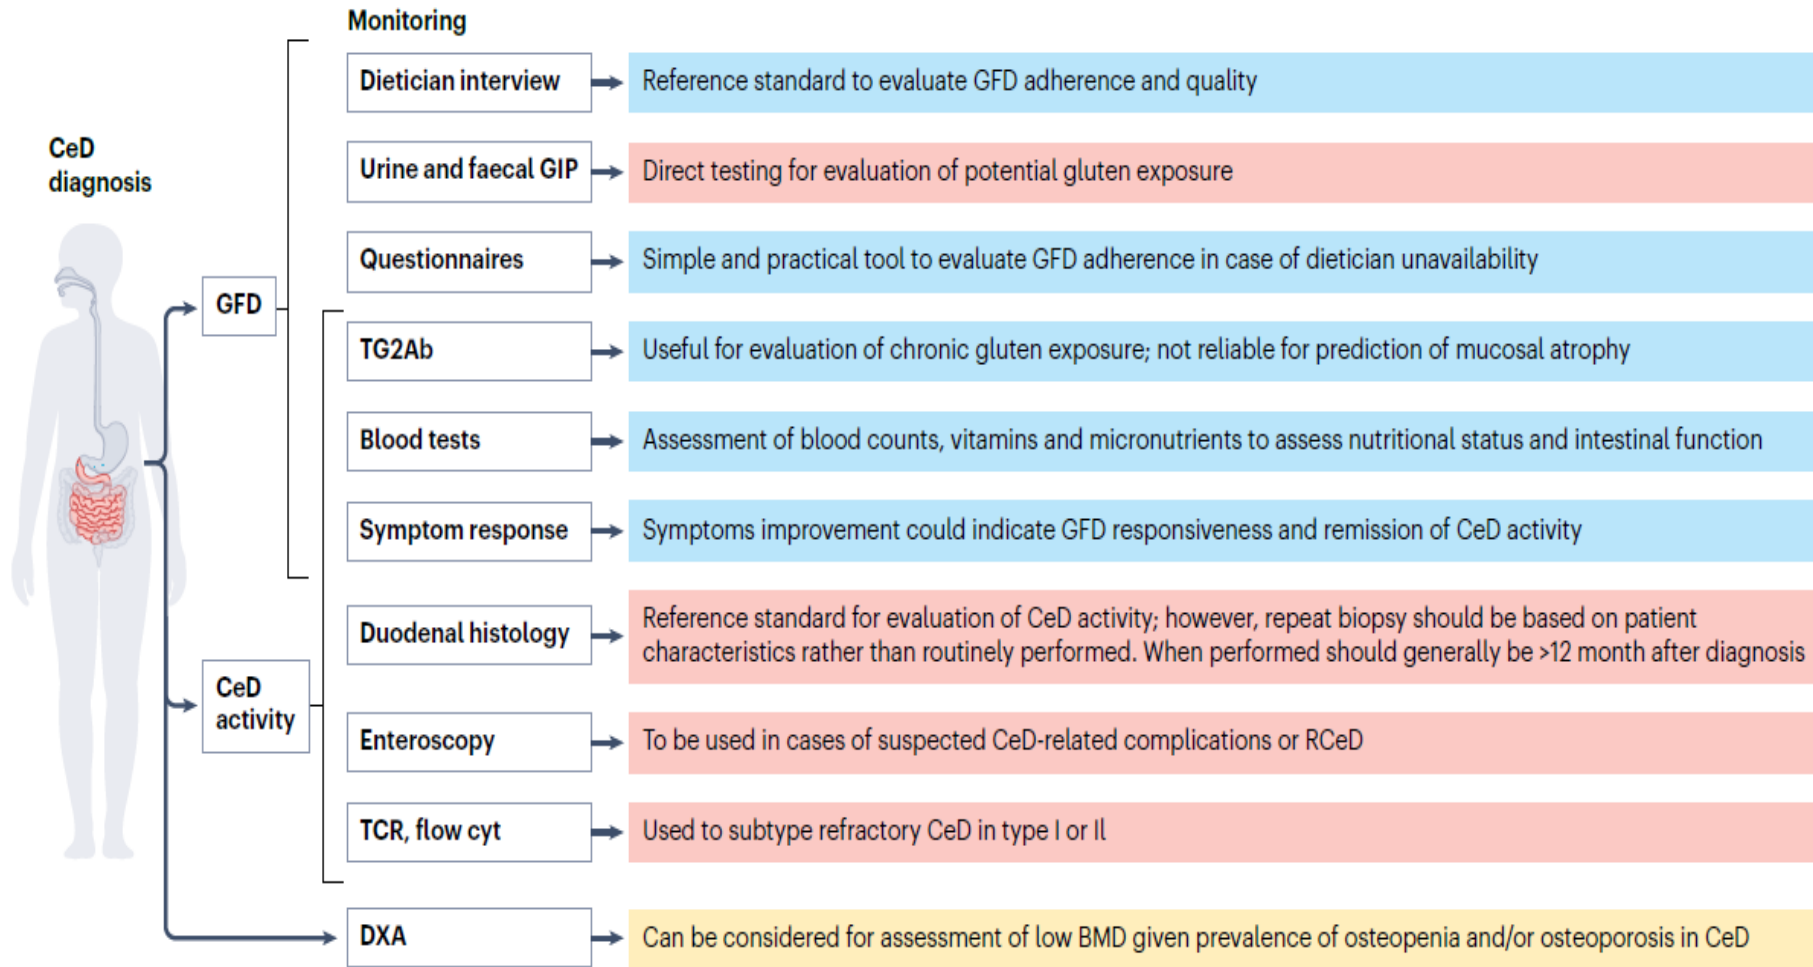 Monitoring
Dietician interview
Reference standard to evaluate GFD adherence and quality
CeD
diagnosis
Urine and faecal GIP
Direct testing for evaluation of potential gluten exposure
Questionnaires
Simple and practical tool to evaluate GFD adherence in case of dietician unavailability
GFD
TG2Ab
Useful for evaluation of chronic gluten exposure; not reliable for prediction of mucosal atrophy
Blood tests
Assessment of blood counts, vitamins and micronutrients to assess nutritional status and intestinal function
Symptom response
Symptoms improvement could indicate GFD responsiveness and remission of CeD activity
Duodenal histology
Reference standard for evaluation of CeD activity; however, repeat biopsy should be based on patient
characteristics rather than routinely performed. When performed should generally be >12 month after diagnosis
CeD
activity
Enteroscopy
To be used in cases of suspected CeD-related complications or RCeD
TCR, flow cyt
Used to subtype refractory CeD in type I or II
DXA
Can be considered for assessment of low BMD given prevalence of osteopenia and/or osteoporosis in CeD